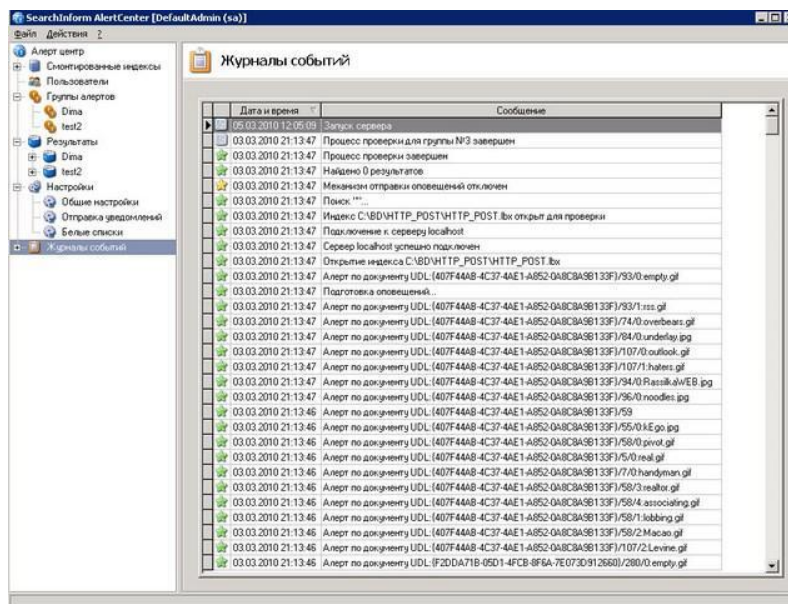 SearchInform AlertCenter [DefaultAdmin (sa)]
Файл Действия ?
Алерт центр
Смонтированные индексы
Пользователи
Группы алертов
Dima
test2
Результаты
Dima
test2
Настройки
Общие настройки
Отправка уведомлений
Белые списки
Журналы событий
Журналы событий
Дата и время Сообщение
05.03.2010 12:05:09 Запуск сервера
03.03.2010 21:13:47 Процесс проверки для группы №3 завершен
03.03.2010 21:13:47 Процесс проверки завершен
03.03.2010 21:13:47 Найдено 0 результатов
03.03.2010 21:13:47 Механизм отправки оповещений отключен
03.03.2010 21:13:47 Поиск ""...
03.03.2010 21:13:47 Индекс C:\BD\HTTP_POST\HTTP_POST.lbx открыт для проверки
03.03.2010 21:13:47 Подключение к серверу localhost
03.03.2010 21:13:47 Сервер localhost успешно подключен
03.03.2010 21:13:47 Открытие индекса C:\BD\HTTP_POST\HTTP_POST.lbx
03.03.2010 21:13:47 Алерт по документу UDL:{407F44AB-4C37-4AE1-A852-0A8C8A9B133F}/93/0:empty.gif
03.03.2010 21:13:47 Подготовка оповещений...
03.03.2010 21:13:47 Алерт по документу UDL:{407F44AB-4C37-4AE1-A852-0A8C8A9B133F}/93/1:rss.gif
03.03.2010 21:13:47 Алерт по документу UDL:{407F44AB-4C37-4AE1-A852-0A8C8A9B133F}/74/0:overbears.gif
03.03.2010 21:13:47 Алерт по документу UDL:{407F44AB-4C37-4AE1-A852-0A8C8A9B133F}/84/0:underlay.jpg
03.03.2010 21:13:47 Алерт по документу UDL:{407F44AB-4C37-4AE1-A852-0A8C8A9B133F}/107/0:outlook.gif
03.03.2010 21:13:47 Алерт по документу UDL:{407F44AB-4C37-4AE1-A852-0A8C8A9B133F}/107/1:haters.gif
03.03.2010 21:13:47 Алерт по документу UDL:{407F44AB-4C37-4AE1-A852-0A8C8A9B133F}/94/0:RassilkaWEB.jpg
03.03.2010 21:13:47 Алерт по документу UDL:{407F44AB-4C37-4AE1-A852-0A8C8A9B133F}/96/0:noodles.jpg
03.03.2010 21:13:46 Алерт по документу UDL:{407F44AB-4C37-4AE1-A852-0A8C8A9B133F}/59
03.03.2010 21:13:46 Алерт по документу UDL:{407F44AB-4C37-4AE1-A852-0A8C8A9B133F}/55/0:kEgo.jpg
03.03.2010 21:13:46 Алерт по документу UDL:{407F44AB-4C37-4AE1-A852-0A8C8A9B133F}/58/0:pivot.gif
03.03.2010 21:13:46 Алерт по документу UDL:{407F44AB-4C37-4AE1-A852-0A8C8A9B133F}/5/0:real.gif
03.03.2010 21:13:46 Алерт по документу UDL:{407F44AB-4C37-4AE1-A852-0A8C8A9B133F}/7/0:handyman.gif
03.03.2010 21:13:46 Алерт по документу UDL:{407F44AB-4C37-4AE1-A852-0A8C8A9B133F}/58/3:realtor.gif
03.03.2010 21:13:46 Алерт по документу UDL:{407F44AB-4C37-4AE1-A852-0A8C8A9B133F}/58/4:associating.gif
03.03.2010 21:13:46 Алерт по документу UDL:{407F44AB-4C37-4AE1-A852-0A8C8A9B133F}/58/1:lobbing.gif
03.03.2010 21:13:46 Алерт по документу UDL:{407F44AB-4C37-4AE1-A852-0A8C8A9B133F}/58/2:Macao.gif
03.03.2010 21:13:46 Алерт по документу UDL:{407F44AB-4C37-4AE1-A852-0A8C8A9B133F}/107/2:Levine.gif
03.03.2010 21:13:46 Алерт по документу UDL:{F2DDA71B-05D1-4FCB-8F6A-7E073D912660}/280/0:empty.gif